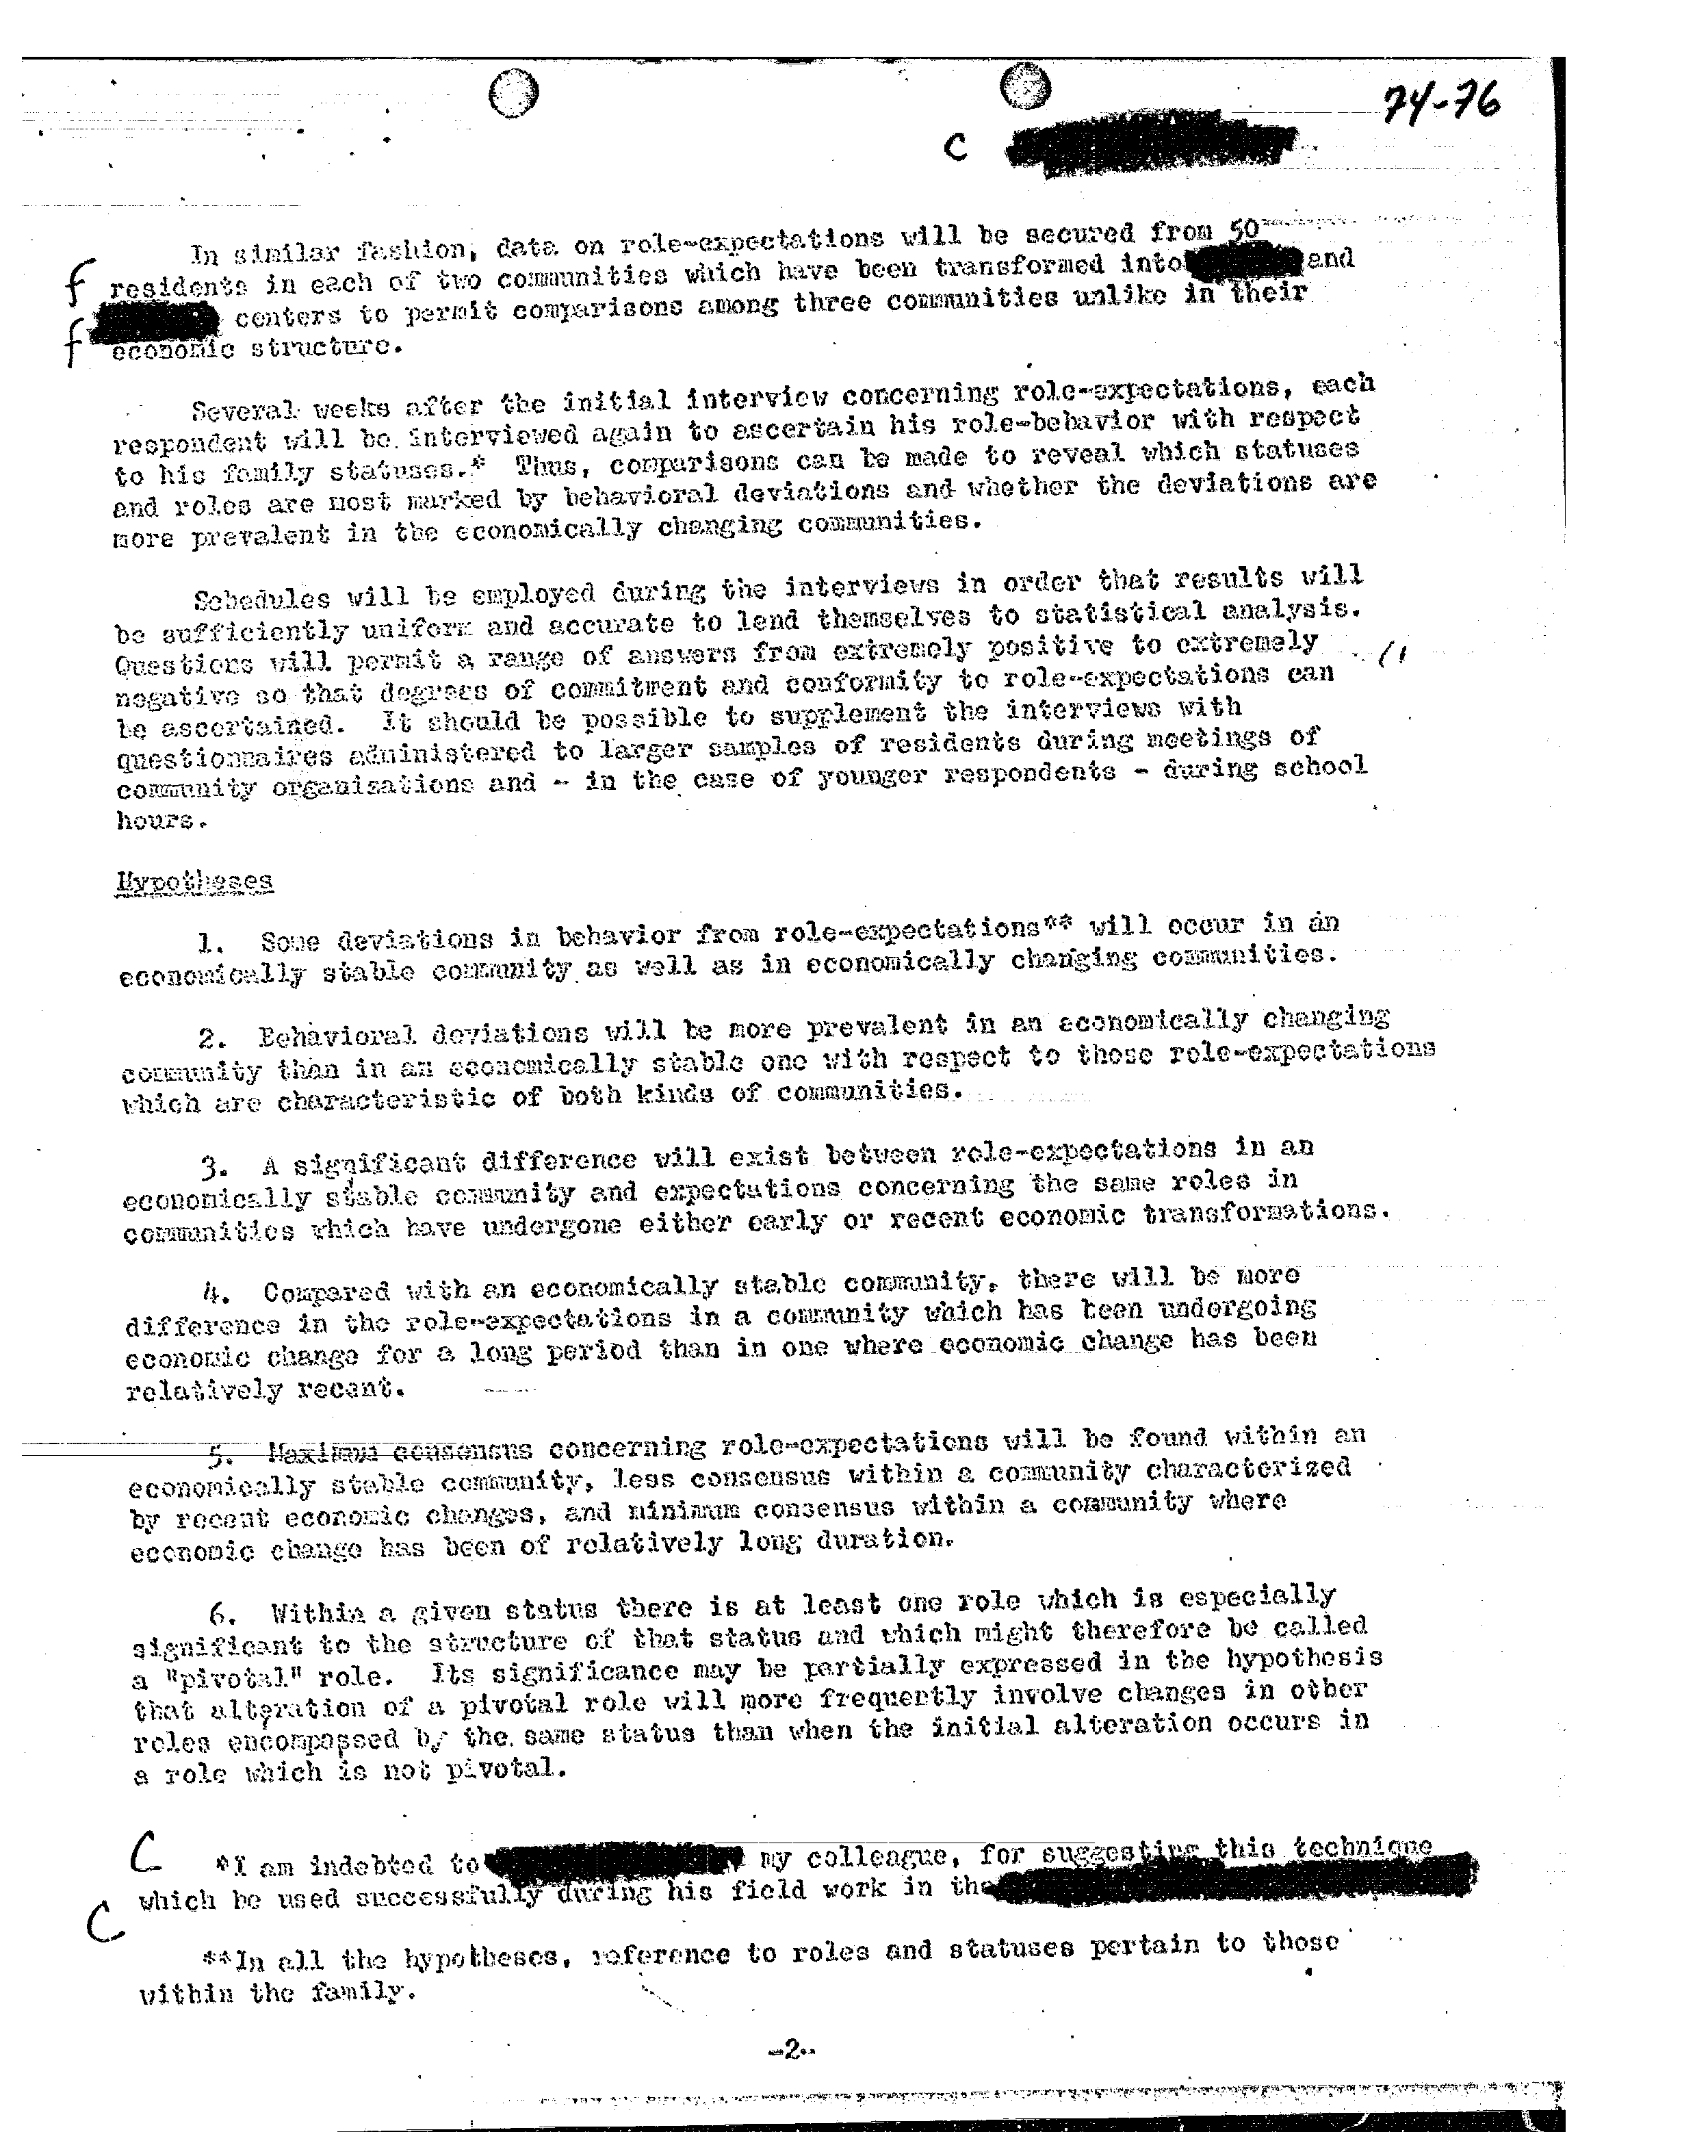 74-76
C
In similar fashion, data on role-expectations will be secured from 50
f
residents in each of two communities which have been transformed into and
f
centers to permit comparisons among three communities unlike in their
economic structure.
Several weeks after the initial interview concerning role-expectations, each
respondent will be interviewed again to ascertain his role-behavior with respect
to his family statuses.* Thus, comparisons can be made to reveal which statuses
and roles are most marked by behavioral deviations and whether the deviations are
more prevalent in the economically changing communities.
Schedules will be employed during the interviews in order that results will
be sufficiently uniform and accurate to lend themselves to statistical analysis.
Questions will permit a range of answers from extremely positive to extremely
negative so that degrees of commitment and conformity to role-expectations can
be ascertained. It should be possible to supplement the interviews with
questionnaires administered to larger samples of residents during meetings of
community organizations and - in the case of younger respondents - during school
hours.
Hypotheses
1. Some deviations in behavior from role-expectations** will occur in an
economically stable community as well as in economically changing communities.
2. Behavioral deviations will be more prevalent in an economically changing
community than in an economically stable one with respect to those role-expectations
which are characteristic of both kinds of communities.
3. A significant difference will exist between role-expectations in an
economically stable community and expectations concerning the same roles in
communities which have undergone either early or recent economic transformations.
4. Compared with an economically stable community, there will be more
difference in the role-expectations in a community which has been undergoing
economic change for a long period than in one where economic change has been
relatively recent.
5. Maximum consensus concerning role-expectations will be found within an
economically stable community, less consensus within a community characterized
by recent economic changes, and minimum consensus within a community where
economic change has been of relatively long duration.
6. Within a given status there is at least one role which is especially
significant to the structure of that status and which might therefore be called
a "pivotal" role. Its significance may be partially expressed in the hypothesis
that alteration of a pivotal role will more frequently involve changes in other
roles encompassed by the same status than when the initial alteration occurs in
a role which is not pivotal.
C
*I am indebted to my colleague, for suggesting this technique
which he used successfully during his field work in the
C
**In all the hypotheses, reference to roles and statuses pertain to those
within the family.
-2-